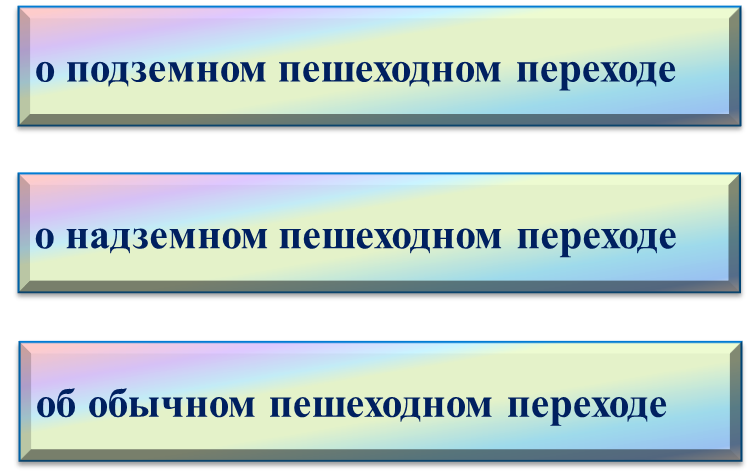 о подземном пешеходном переходе
о надземном пешеходном переходе
об обычном пешеходном переходе